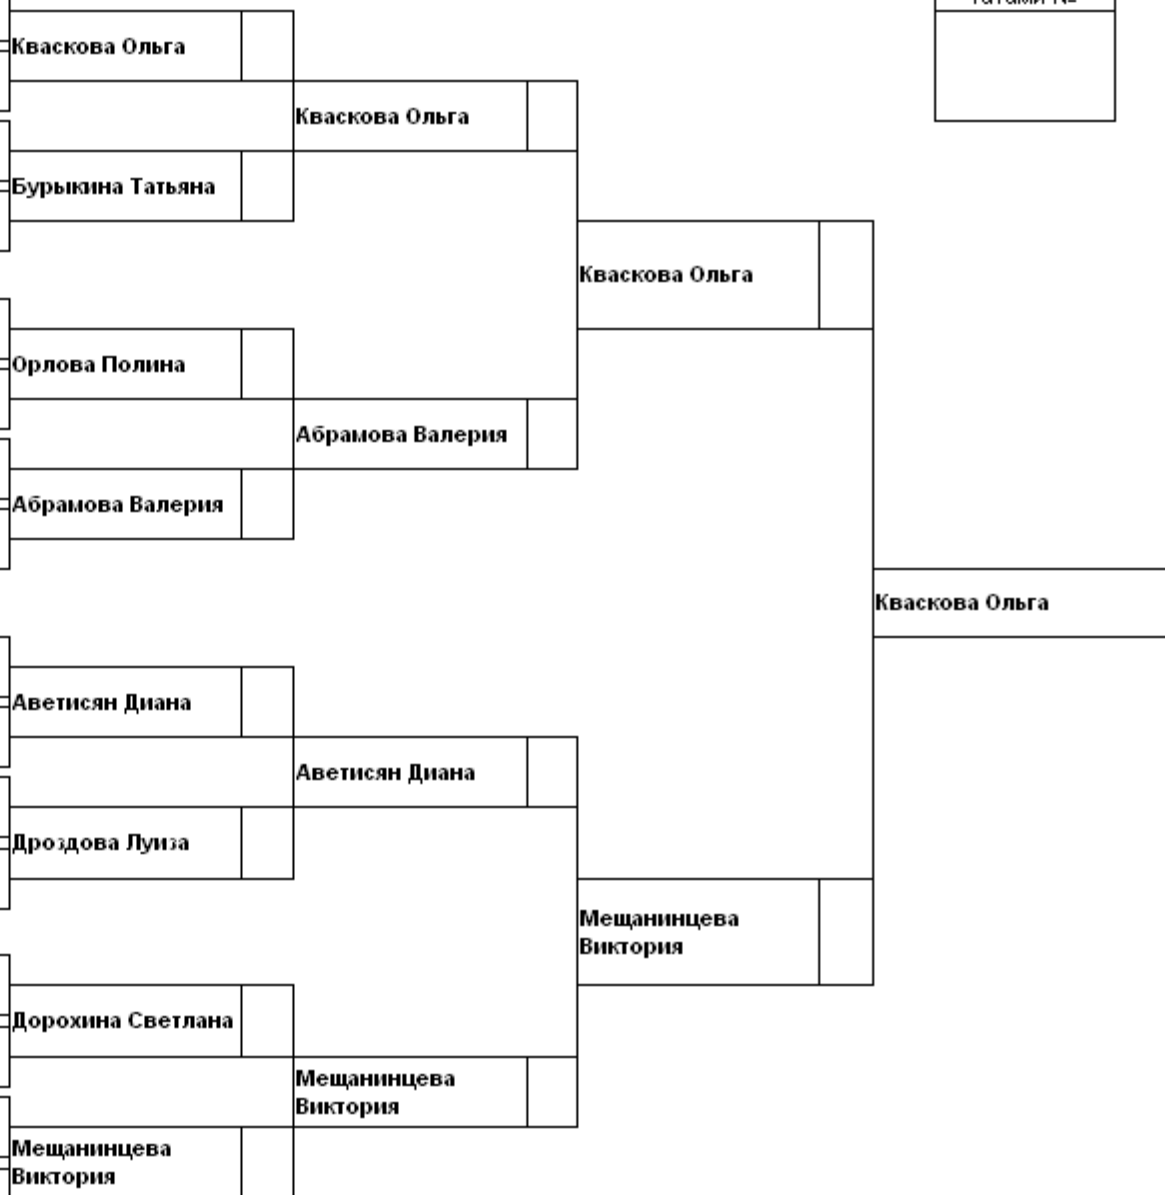 Кваскова Ольга
Кваскова Ольга
Бурыкина Татьяна
Кваскова Ольга
Орлова Полина
Абрамова Валерия
Абрамова Валерия
Кваскова Ольга
Аветисян Диана
Аветисян Диана
Дроздова Луиза
Мещанинцева
Виктория
Дорохина Светлана
Мещанинцева
Виктория
Мещанинцева
Виктория